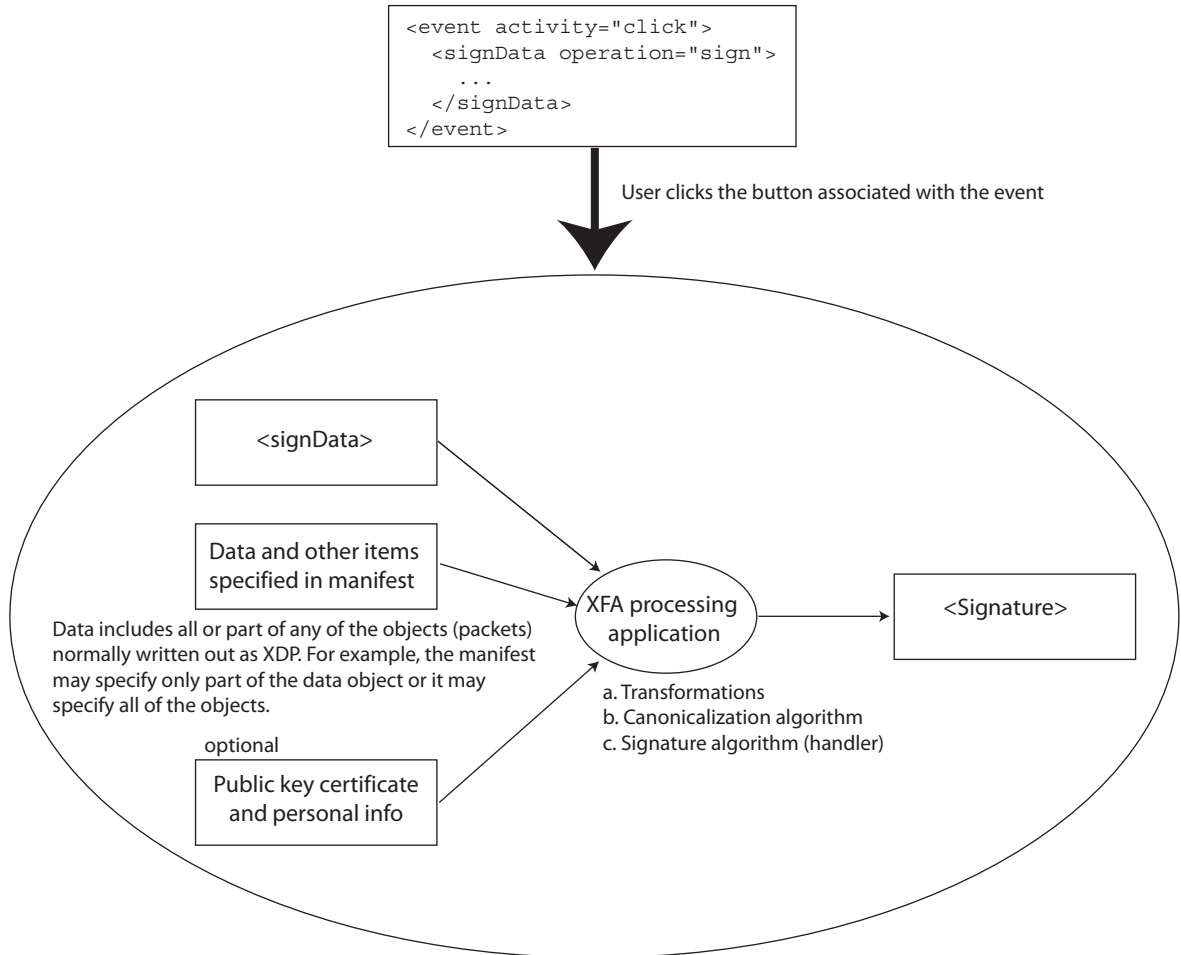 <event activity="click">
  <signData operation="sign">
    ...
  </signData>
</event>
User clicks the button associated with the event
<signData>
Data and other items
specified in manifest
Data includes all or part of any of the objects (packets)
normally written out as XDP. For example, the manifest
may specify only part of the data object or it may
specify all of the objects.
optional
Public key certificate
and personal info
XFA processing
application
a. Transformations
b. Canonicalization algorithm
c. Signature algorithm (handler)
<Signature>